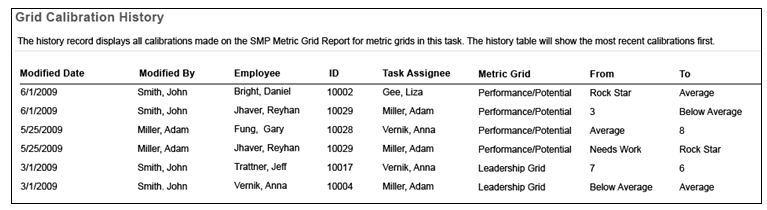 Grid Calibration History
The history record displays all calibrations made on the SMP Metric Grid Report for metric grids in this task. The history table will show the most recent calibrations first.
Modified Date Modified By Employee ID Task Assignee Metric Grid From To
6/1/2009 Smith, John Bright, Daniel 10002 Gee, Liza Performance/Potential Rock Star Average
6/1/2009 Smith, John Jhaver, Reyhan 10029 Miller, Adam Performance/Potential 3 Below Average
5/25/2009 Miller, Adam Fung, Gary 10028 Vernik, Anna Performance/Potential Average 8
5/25/2009 Miller, Adam Jhaver, Reyhan 10029 Miller, Adam Performance/Potential Needs Work Rock Star
3/1/2009 Smith, John Trattner, Jeff 10017 Vernik, Anna Leadership Grid 7 6
3/1/2009 Smith. John Vernik, Anna 10004 Miller, Adam Leadership Grid Below Average Average